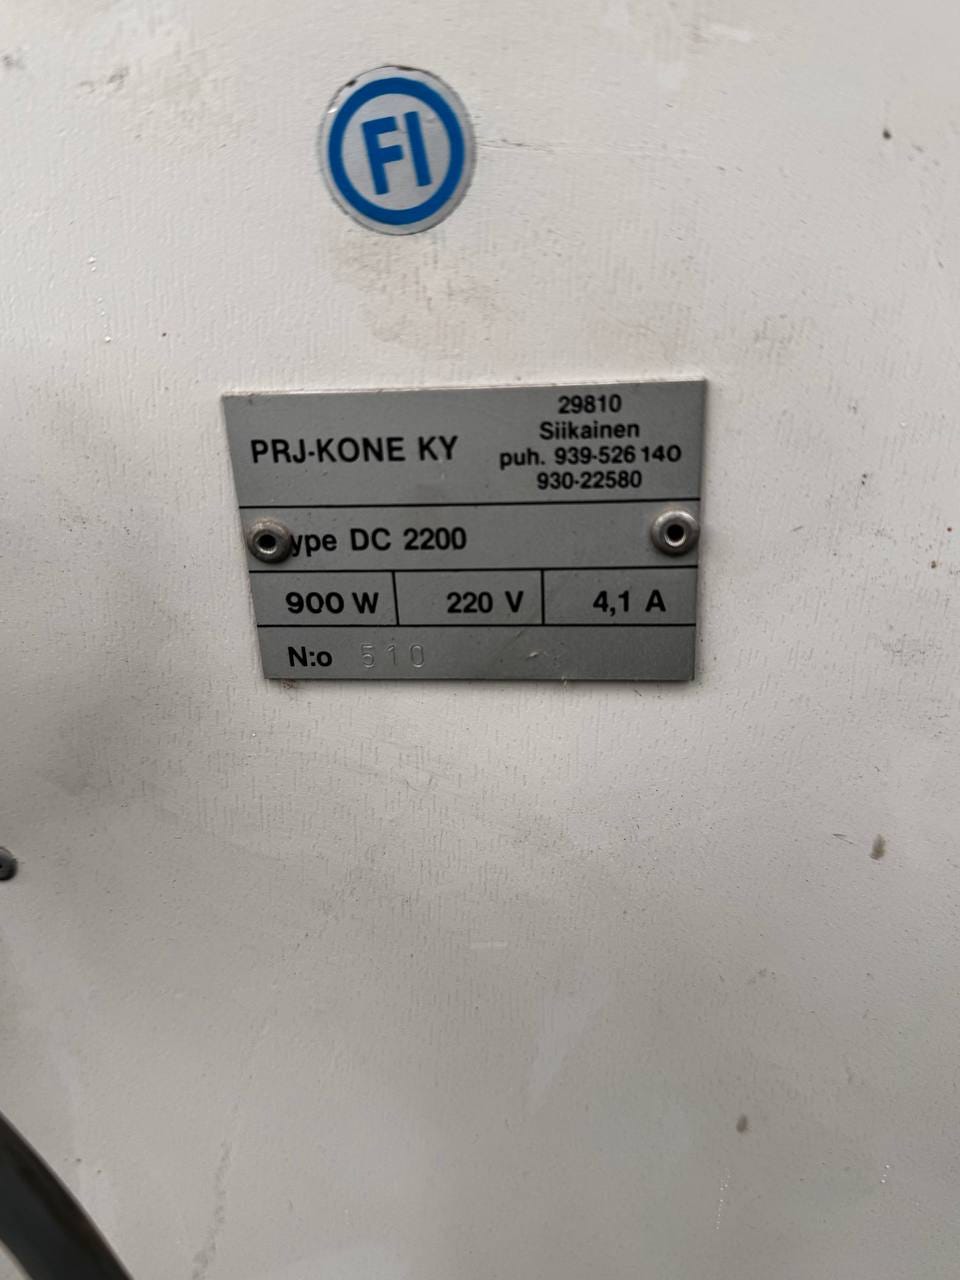 FI
PRJ-KONE KY
29810
Siikainen
puh. 939-526 140
930-22580
ype DC 2200
900 W 220 V 4,1 A
N:o 510